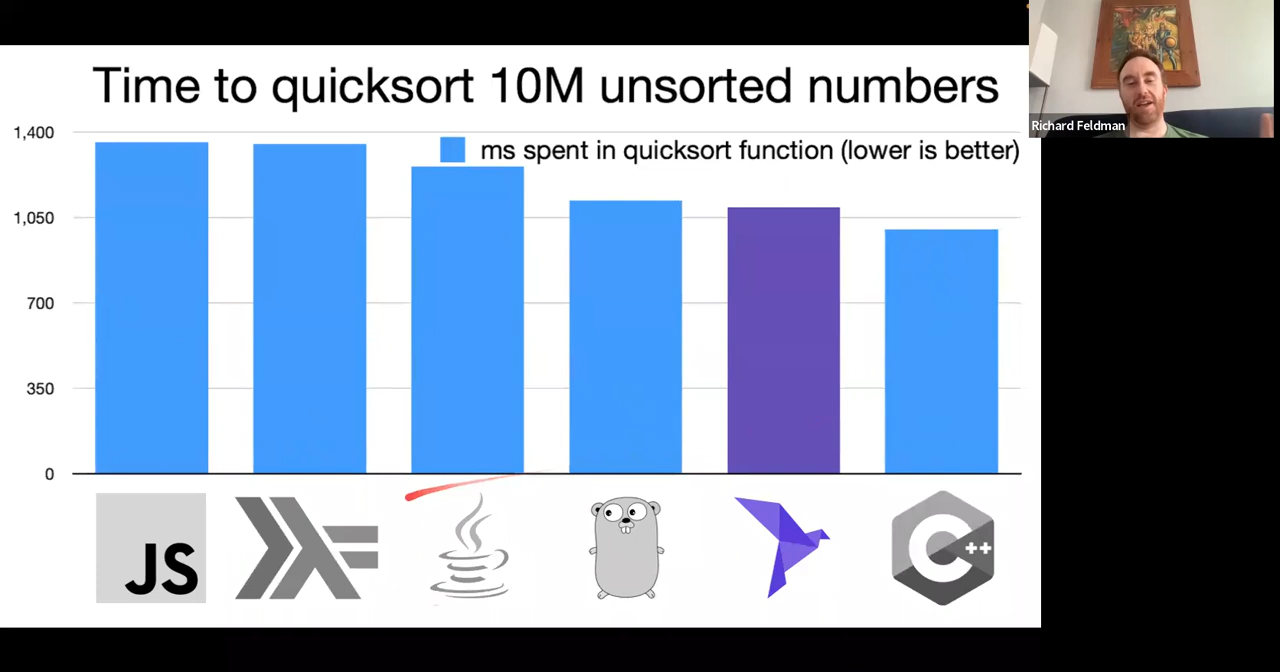 Time to quicksort 10M unsorted numbers
Richard Feldman
1,400
ms spent in quicksort function (lower is better)
1,050
700
350
0
JS
C++